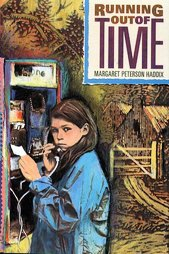 RUNNING
OUT OF
TIME
MARGARET PETERSON HADDIX